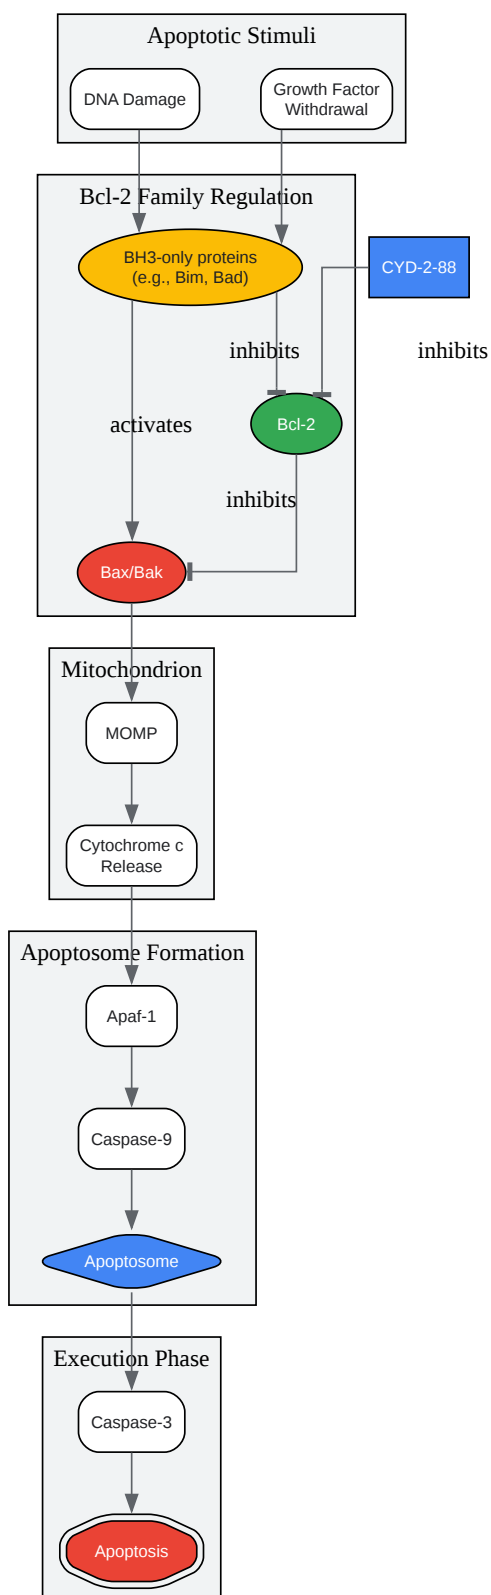 Apoptotic Stimuli
DNA Damage
Growth Factor
Withdrawal
Bcl-2 Family Regulation
BH3-only proteins
(e.g., Bim, Bad)
CYD-2-88
inhibits
inhibits
activates
Bcl-2
inhibits
Bax/Bak
Mitochondrion
MOMP
Cytochrome c
Release
Apoptosome Formation
Apaf-1
Caspase-9
Apoptosome
Execution Phase
Caspase-3
Apoptosis